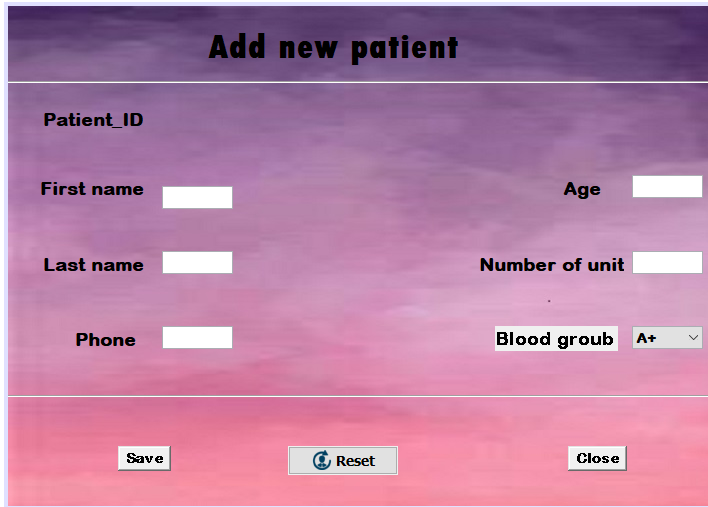 Add new patient
Patient_ID
First name
Age
Last name
Number of unit
Phone
Blood groub
A+
Save
Reset
Close